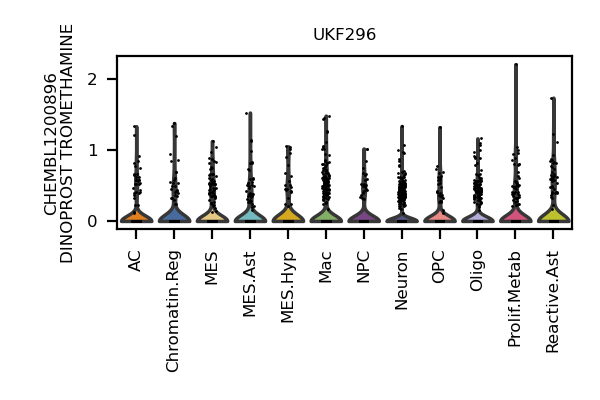 UKF296
CHEMBL1200896
DINOPROST TROMETHAMINE
2
1
0
AC
Chromatin.Reg
MES
MES.Ast
MES.Hyp
Mac
NPC
Neuron
OPC
Oligo
Prolif.Metab
Reactive.Ast